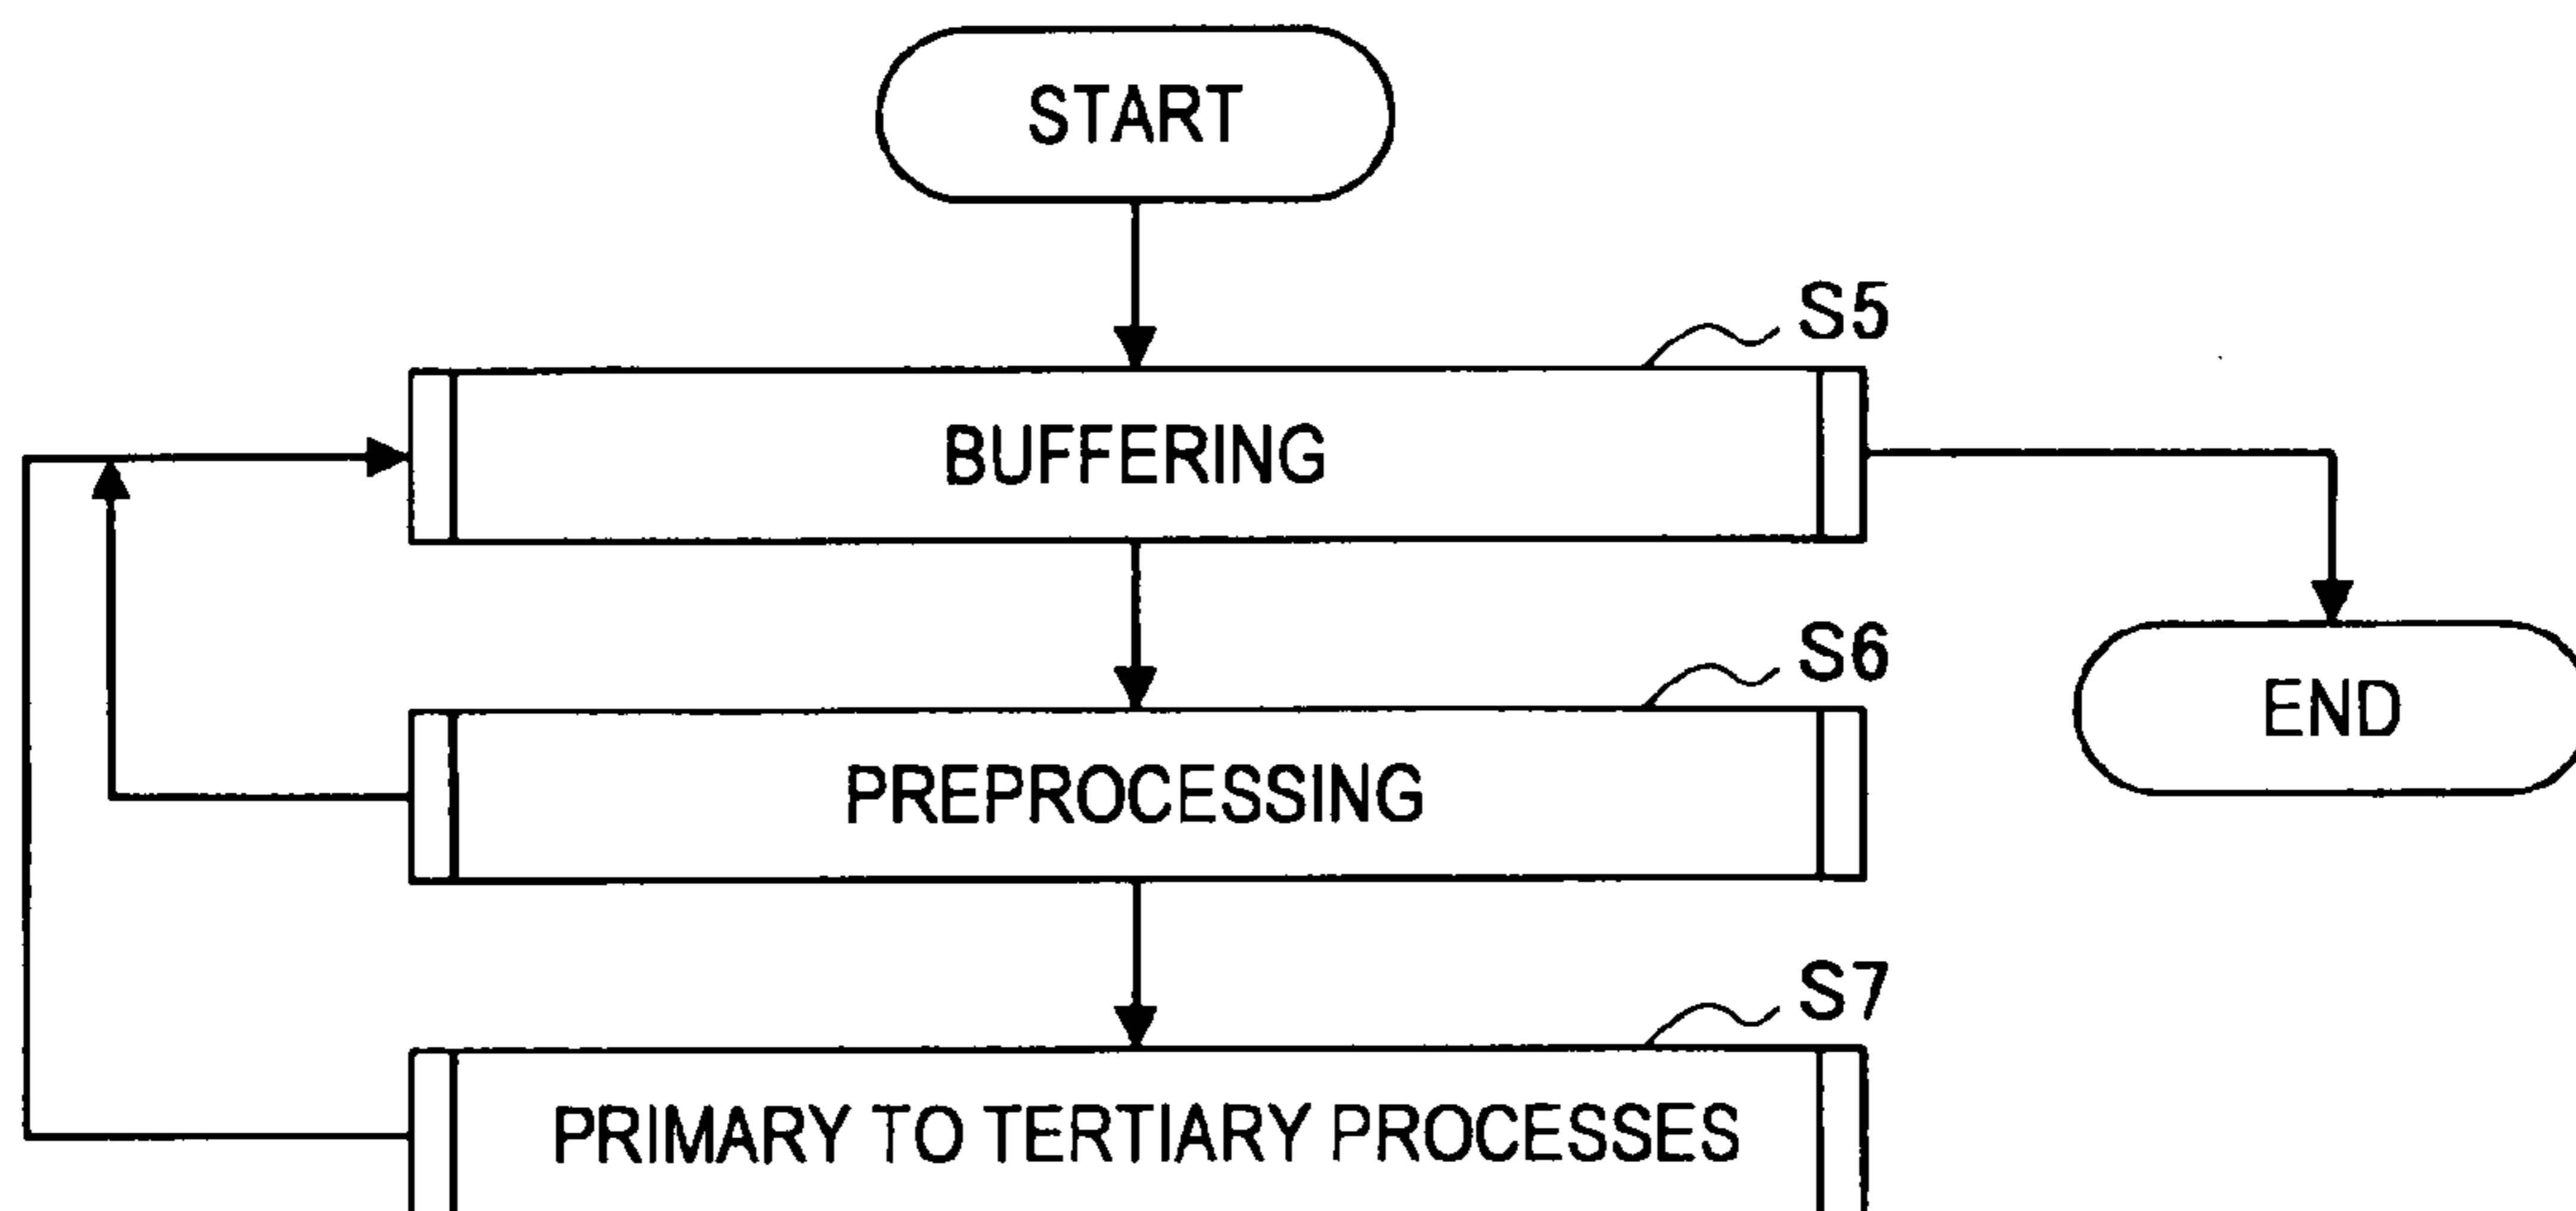 START
S5
BUFFERING
S6
PREPROCESSING
END
S7
PRIMARY TO TERTIARY PROCESSES